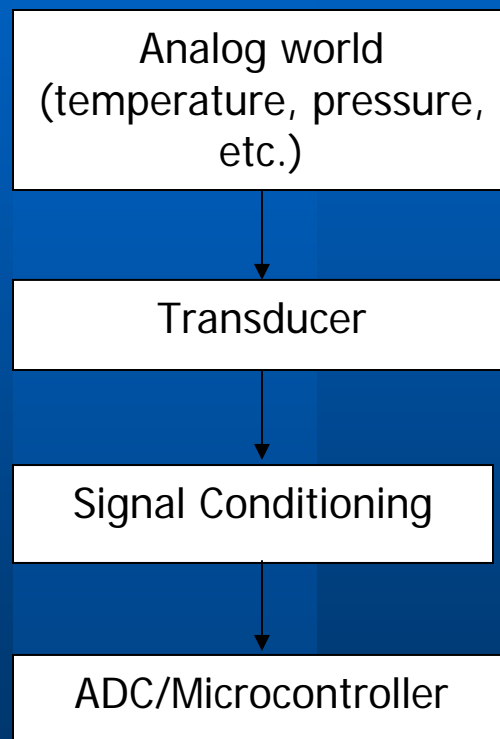 Analog world
(temperature, pressure,
etc.)
Transducer
Signal Conditioning
ADC/Microcontroller